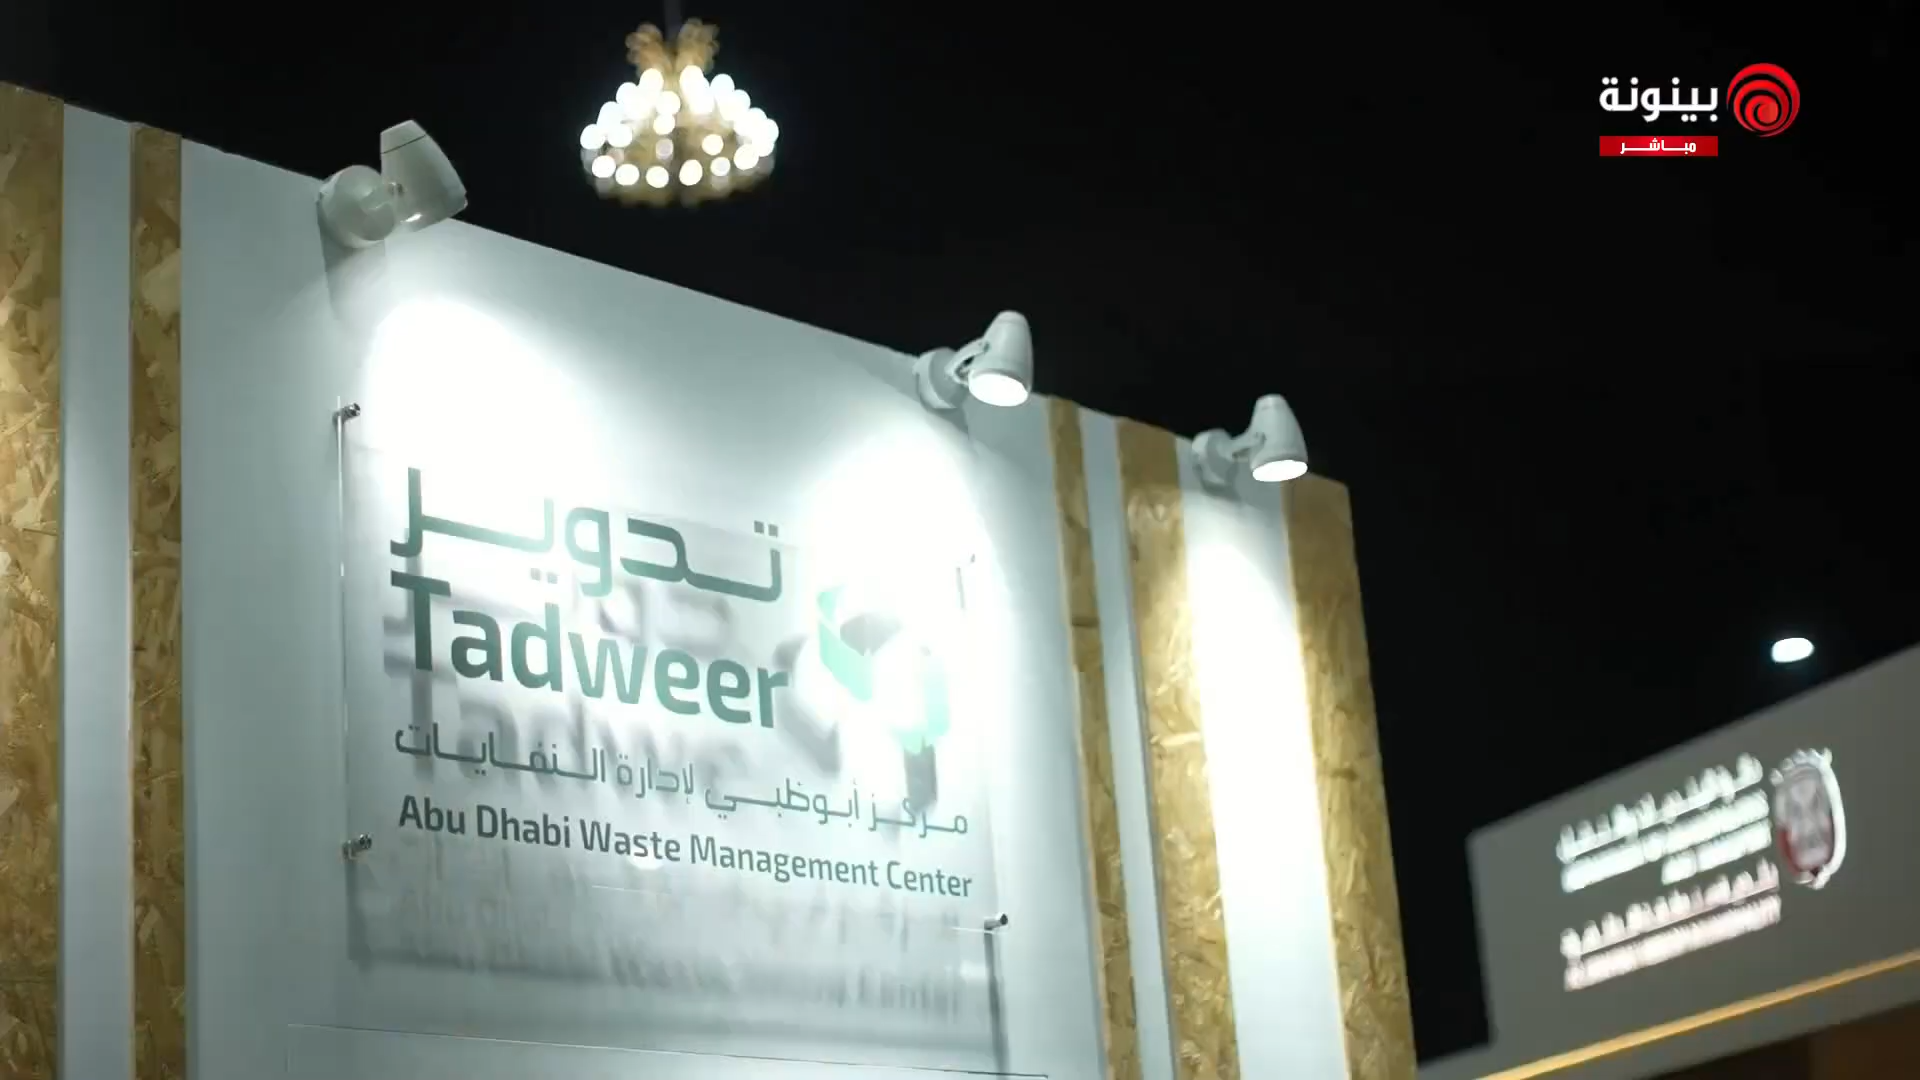 بينونة
مباشر
تدوير
Tadweer
مركز أبوظبي لإدارة النفايات
Abu Dhabi Waste Management Center